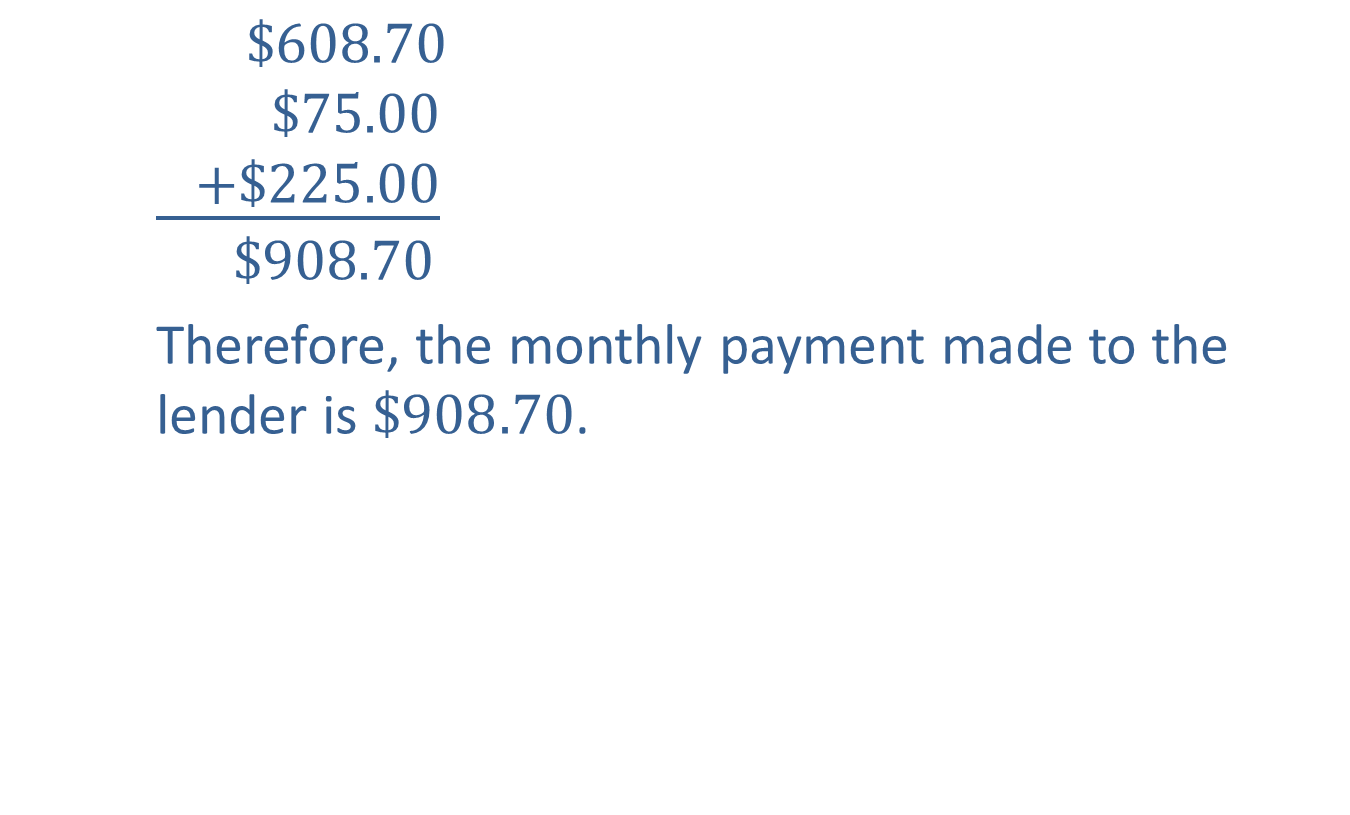 $608.70
$75.00
+$225.00
$908.70
Therefore, the monthly payment made to the
lender is $908.70.